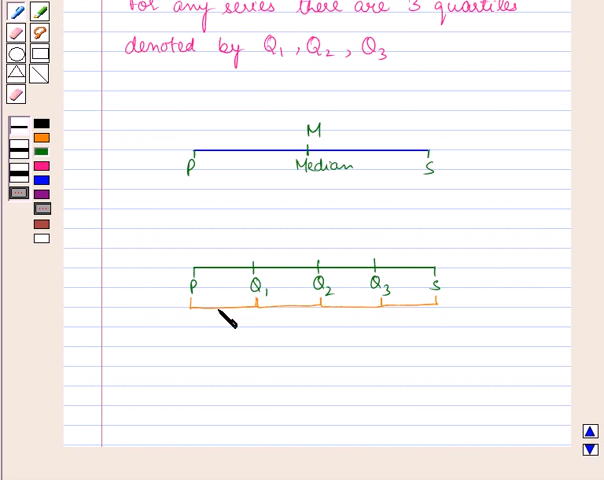 For any series there are 3 quartiles
denoted by Q₁, Q₂, Q₃
M
P Median S
P Q₁ Q₂ Q₃ S